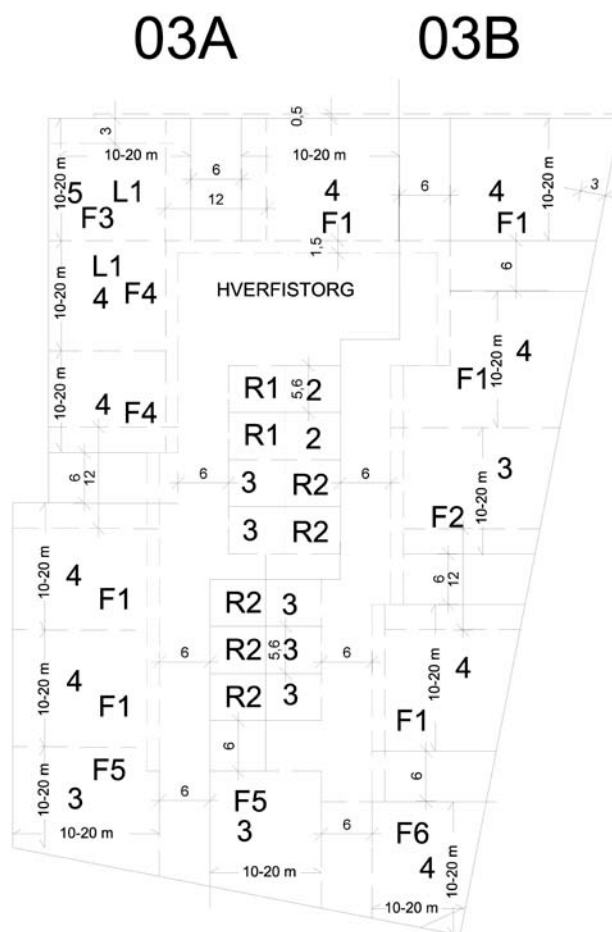 03A 03B
0,5
3
10-20 m 6 10-20 m
10-20 m 5 L1 12 4 6 4 10-20 m 3
F3 F1 F1
1,5
L1 6
10-20 m 4 F4 HVERFISTORG
4
R1 5,6 2 F1 10-20 m
10-20 m 4 F4
R1 2
3
6 12 6 3 R2 6 10-20 m
F2
3 R2
6 12
10-20 m 4 R2 3
F1
6 R2 5,6 3 6 4
10-20 m 4 R2 3 10-20 m
F1 F1
6 6
10-20 m F5 6 F5
3 3 6 F6
4 10-20 m
10-20 m 10-20 m
10-20 m